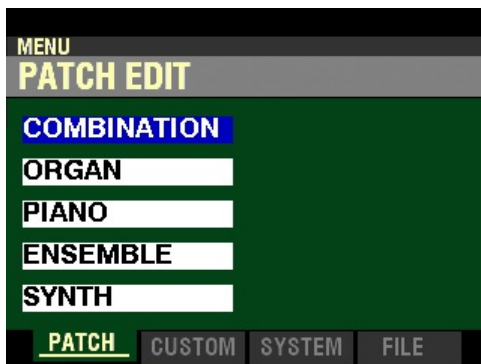 MENU
PATCH EDIT
COMBINATION
ORGAN
PIANO
ENSEMBLE
SYNTH
PATCH CUSTOM SYSTEM FILE